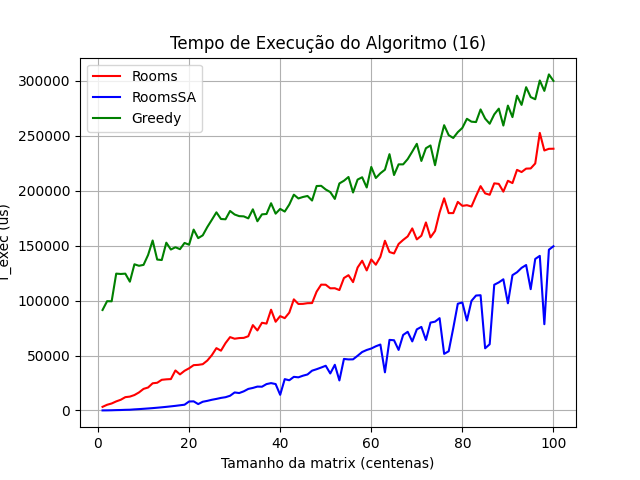 Tempo de Execução do Algoritmo (16)
Rooms
RoomsSA
Greedy
300000
250000
200000
150000
100000
50000
0
T_exec (us)
0 20 40 60 80 100
Tamanho da matrix (centenas)